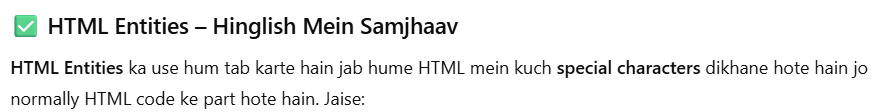 ✅ HTML Entities – Hinglish Mein Samjhaav
HTML Entities ka use hum tab karte hain jab hume HTML mein kuch special characters dikhane hote hain jo
normally HTML code ke part hote hain. Jaise: